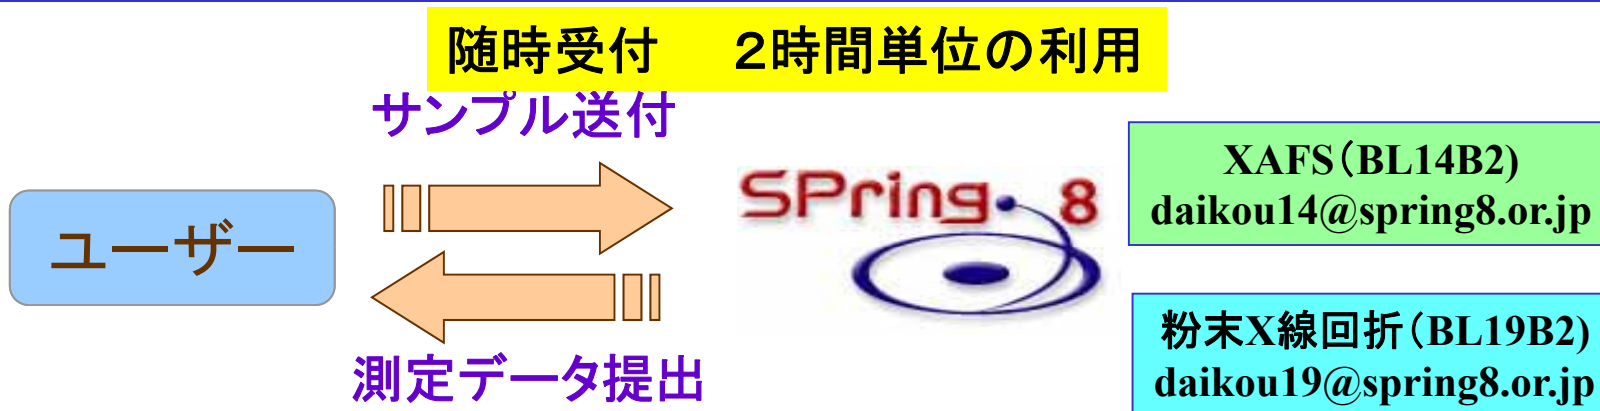 随時受付　２時間単位の利用
サンプル送付
ユーザー
SPring-8
測定データ提出
XAFS（BL14B2)
daikou14@spring8.or.jp
粉末X線回折（BL19B2)
daikou19@spring8.or.jp